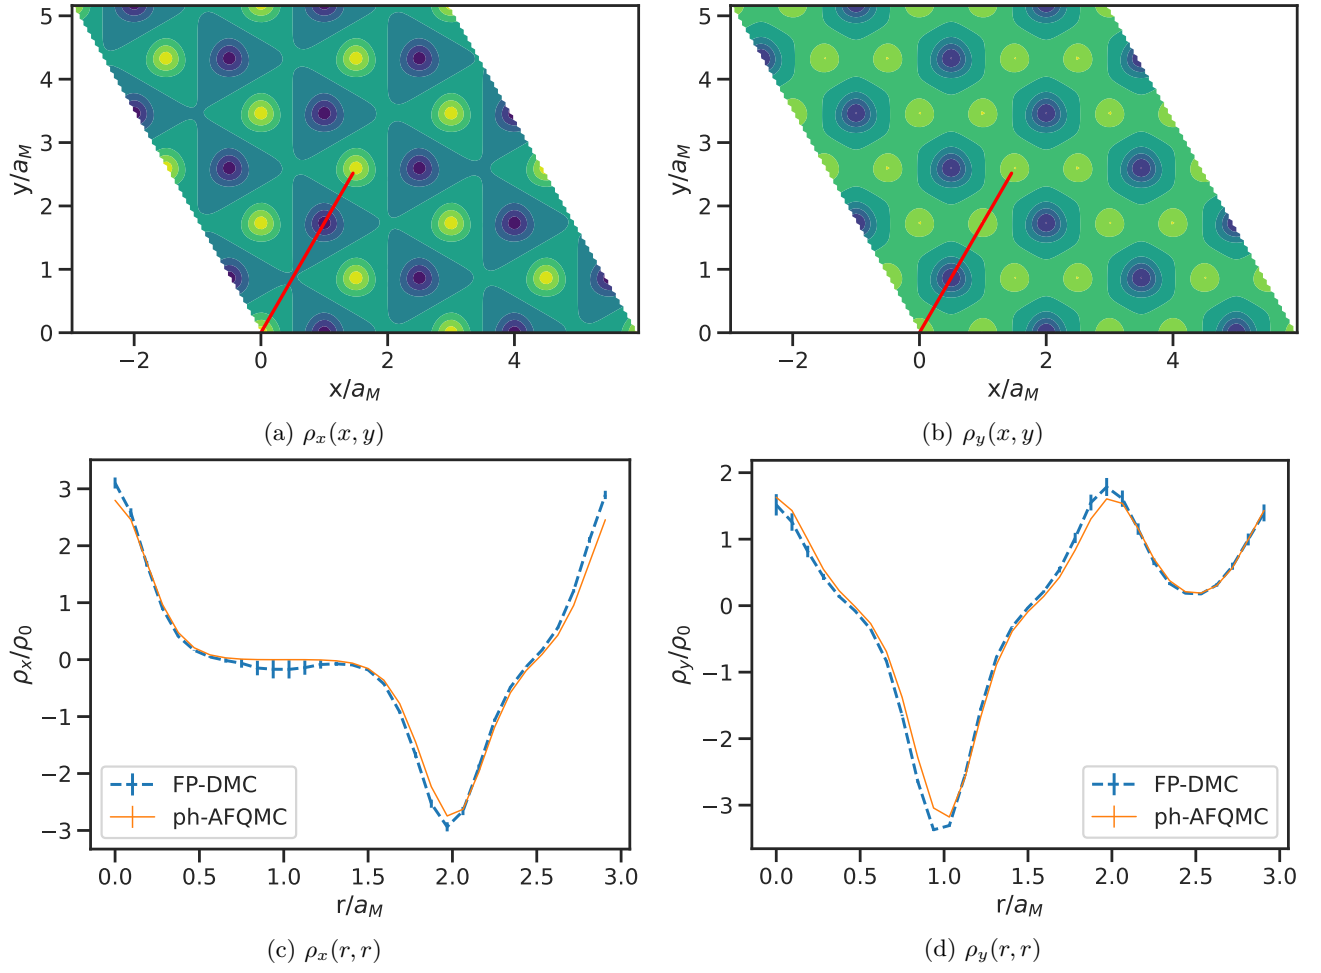 5
4
3
2
1
0
y/a_M
−2
0
2
4
x/a_M
(a) ρ_x(x, y)
5
4
3
2
1
0
y/a_M
−2
0
2
4
x/a_M
(b) ρ_y(x, y)
3
2
1
0
−1
−2
−3
ρ_x/ρ_0
FP-DMC
ph-AFQMC
0.0 0.5 1.0 1.5 2.0 2.5 3.0
r/a_M
(c) ρ_x(r, r)
2
1
0
−1
−2
−3
ρ_y/ρ_0
FP-DMC
ph-AFQMC
0.0 0.5 1.0 1.5 2.0 2.5 3.0
r/a_M
(d) ρ_y(r, r)